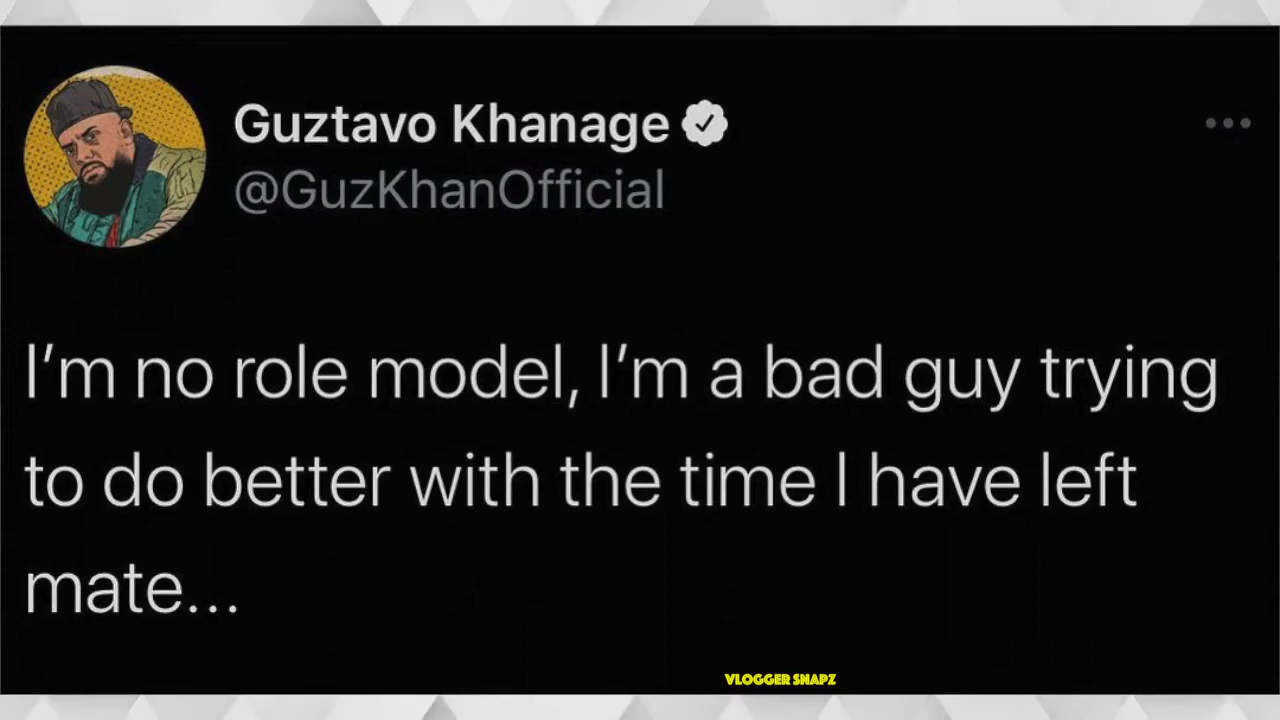 Guztavo Khanage
@GuzKhanOfficial
I’m no role model, I’m a bad guy trying
to do better with the time I have left
mate...
VLOGGER SNAPZ